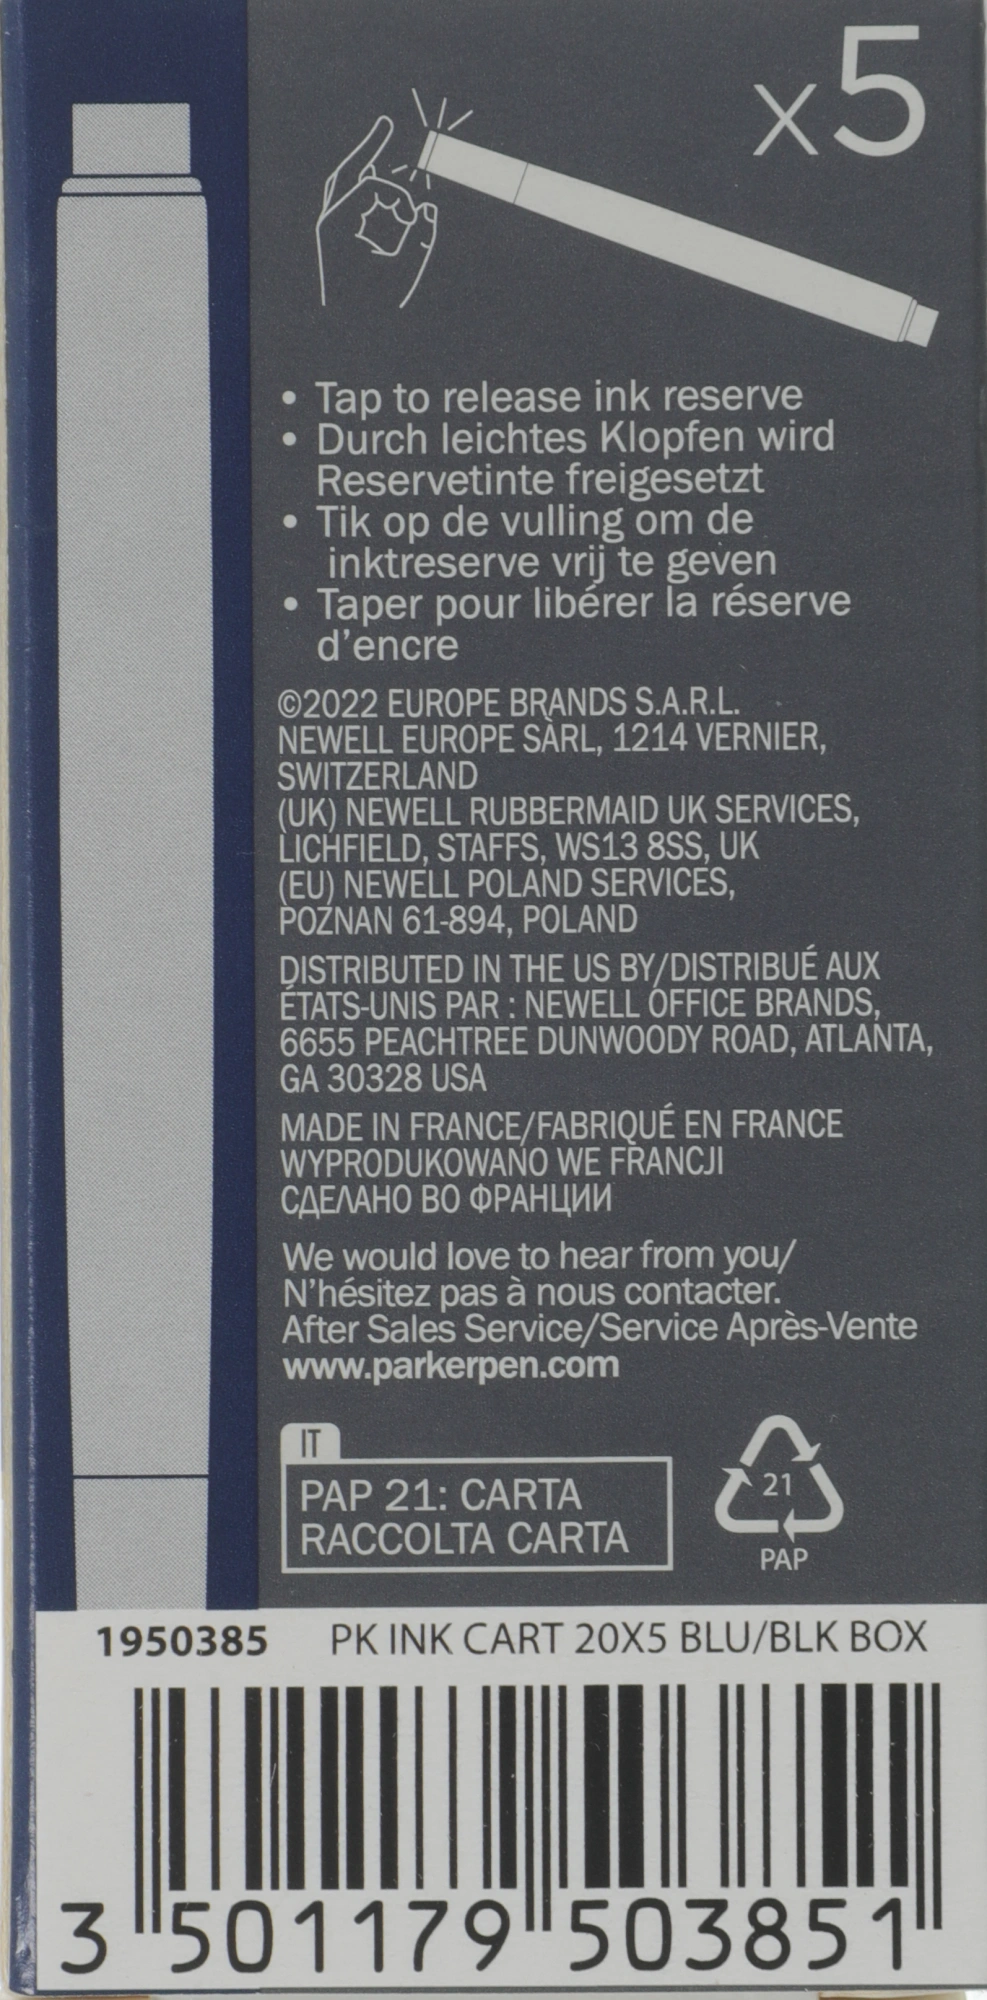 x5
• Tap to release ink reserve
• Durch leichtes Klopfen wird
Reservetinte freigesetzt
• Tik op de vulling om de
inktreserve vrij te geven
• Taper pour libérer la réserve
d'encre
©2022 EUROPE BRANDS S.A.R.L.
NEWELL EUROPE SÀRL, 1214 VERNIER,
SWITZERLAND
(UK) NEWELL RUBBERMAID UK SERVICES,
LICHFIELD, STAFFS, WS13 8SS, UK
(EU) NEWELL POLAND SERVICES,
POZNAN 61-894, POLAND
DISTRIBUTED IN THE US BY/DISTRIBUÉ AUX
ÉTATS-UNIS PAR : NEWELL OFFICE BRANDS,
6655 PEACHTREE DUNWOODY ROAD, ATLANTA,
GA 30328 USA
MADE IN FRANCE/FABRIQUÉ EN FRANCE
WYPRODUKOWANO WE FRANCJI
СДЕЛАНО ВО ФРАНЦИИ
We would love to hear from you/
N'hésitez pas à nous contacter.
After Sales Service/Service Après-Vente
www.parkerpen.com
IT
PAP 21: CARTA
RACCOLTA CARTA
21
PAP
1950385 PK INK CART 20X5 BLU/BLK BOX
3 501179 503851